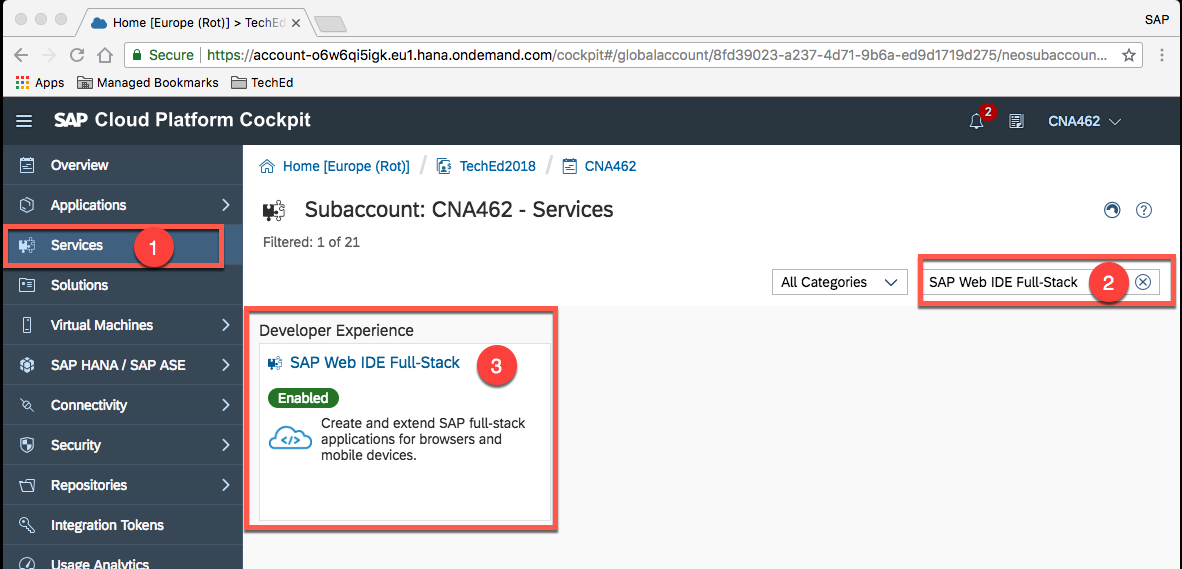 Home [Europe (Rot)] > TechEd
SAP
Secure https://account-o6w6qi5igk.eu1.hana.ondemand.com/cockpit#/globalaccount/8fd39023-a237-4d71-9b6a-ed9d1719d275/neosubaccoun...
Apps Managed Bookmarks TechEd
SAP Cloud Platform Cockpit
2
CNA462
Overview
Applications
Services
1
Solutions
Virtual Machines
SAP HANA / SAP ASE
Connectivity
Security
Repositories
Integration Tokens
Usage Analytics
Home [Europe (Rot)] / TechEd2018 / CNA462
Subaccount: CNA462 - Services
Filtered: 1 of 21
All Categories
SAP Web IDE Full-Stack
2
Developer Experience
SAP Web IDE Full-Stack
3
Enabled
Create and extend SAP full-stack
applications for browsers and
mobile devices.